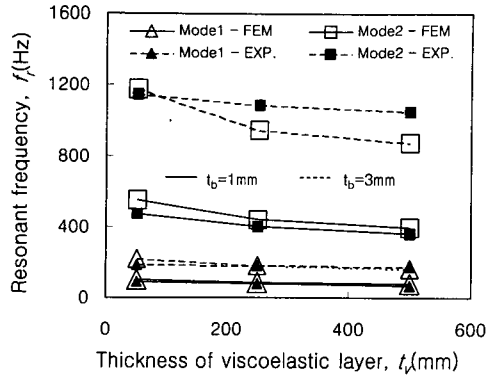 1600
1200
800
400
0
Resonant frequency, fr(Hz)
Mode1 - FEM
Mode2 - FEM
Mode1 - EXP.
Mode2 - EXP.
tb=1mm
tb=3mm
0
200
400
600
Thickness of viscoelastic layer, tv(mm)